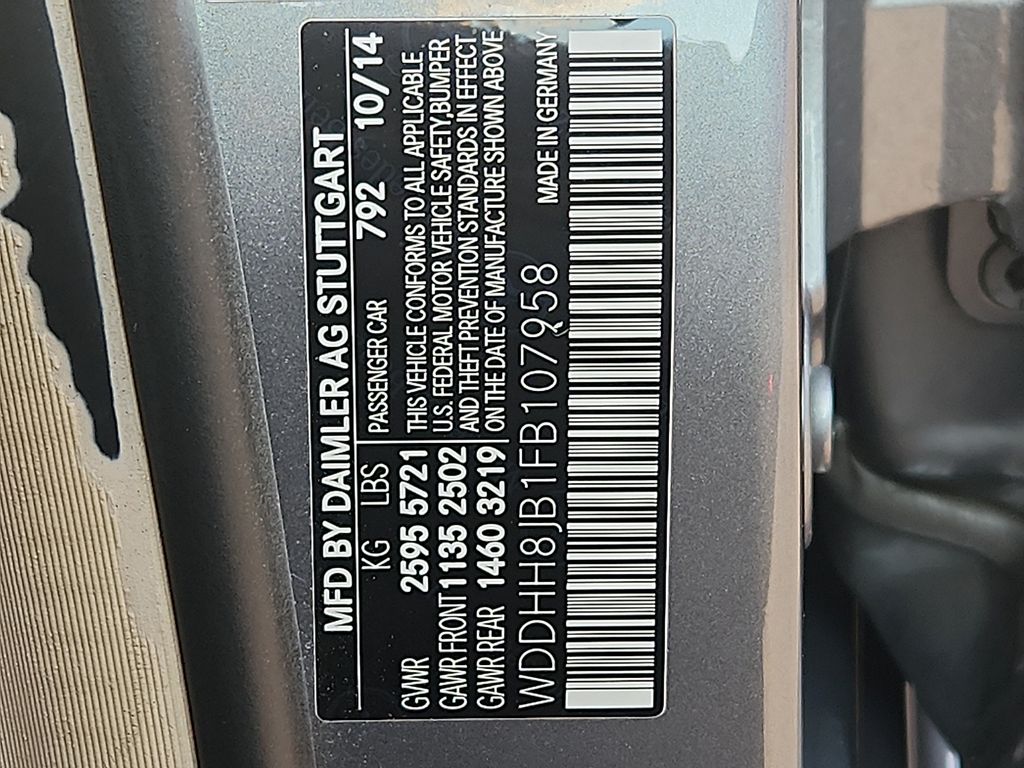 MFD BY DAIMLER AG STUTTGART
KG LBS PASSENGER CAR 792 10/14
GVWR 2595 5721 THIS VEHICLE CONFORMS TO ALL APPLICABLE
GAWR FRONT 1135 2502 U.S. FEDERAL MOTOR VEHICLE SAFETY,BUMPER
AND THEFT PREVENTION STANDARDS IN EFFECT
GAWR REAR 1460 3219 ON THE DATE OF MANUFACTURE SHOWN ABOVE
WDDHH8JB1FB107958 MADE IN GERMANY